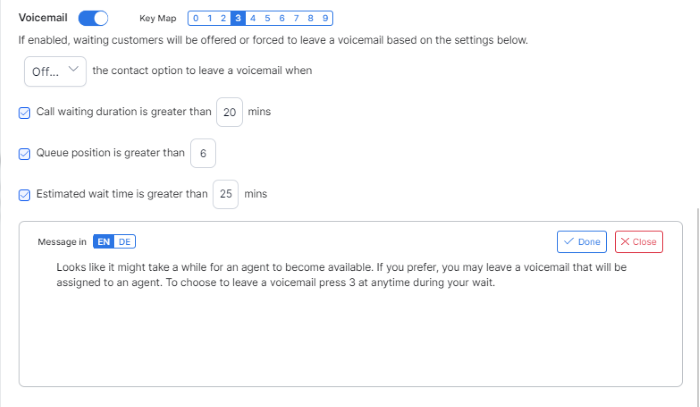 Voicemail Key Map 0 1 2 3 4 5 6 7 8 9
If enabled, waiting customers will be offered or forced to leave a voicemail based on the settings below.
Off... the contact option to leave a voicemail when
Call waiting duration is greater than 20 mins
Queue position is greater than 6
Estimated wait time is greater than 25 mins
Message in EN DE Done Close
Looks like it might take a while for an agent to become available. If you prefer, you may leave a voicemail that will be
assigned to an agent. To choose to leave a voicemail press 3 at anytime during your wait.